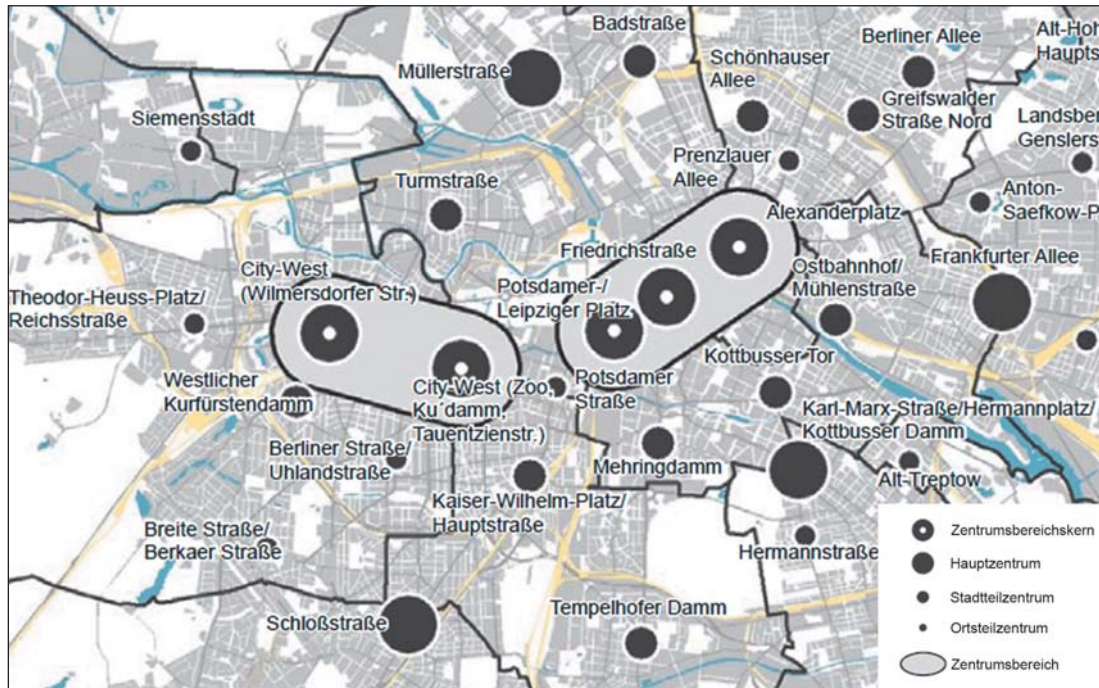 Badstraße
Alt-Hoh
Hauptst
Berliner Allee
Schönhauser
Allee
Müllerstraße
Siemensstadt
Greifswalder
Straße Nord
Landsber
Genslers
Prenzlauer
Allee
Turmstraße
Anton-
Saefkow-P
Alexanderplatz
Friedrichstraße
Frankfurter Allee
City-West
(Wilmersdorfer Str.)
Potsdamer-/
Leipziger Platz
Ostbahnhof/
Mühlenstraße
Theodor-Heuss-Platz/
Reichsstraße
Kottbusser Tor
Westlicher
Kurfürstendamm
City-West (Zoo,
Ku´damm,
Tauentzienstr.)
Potsdamer
Straße
Karl-Marx-Straße/Hermannplatz/
Kottbusser Damm
Berliner Straße/
Uhlandstraße
Mehringdamm
Alt-Treptow
Kaiser-Wilhelm-Platz/
Hauptstraße
Breite Straße/
Berkaer Straße
Hermannstraße
Schloßstraße
Tempelhofer Damm
Zentrumsbereichskern
Hauptzentrum
Stadtteilzentrum
Ortsteilzentrum
Zentrumsbereich